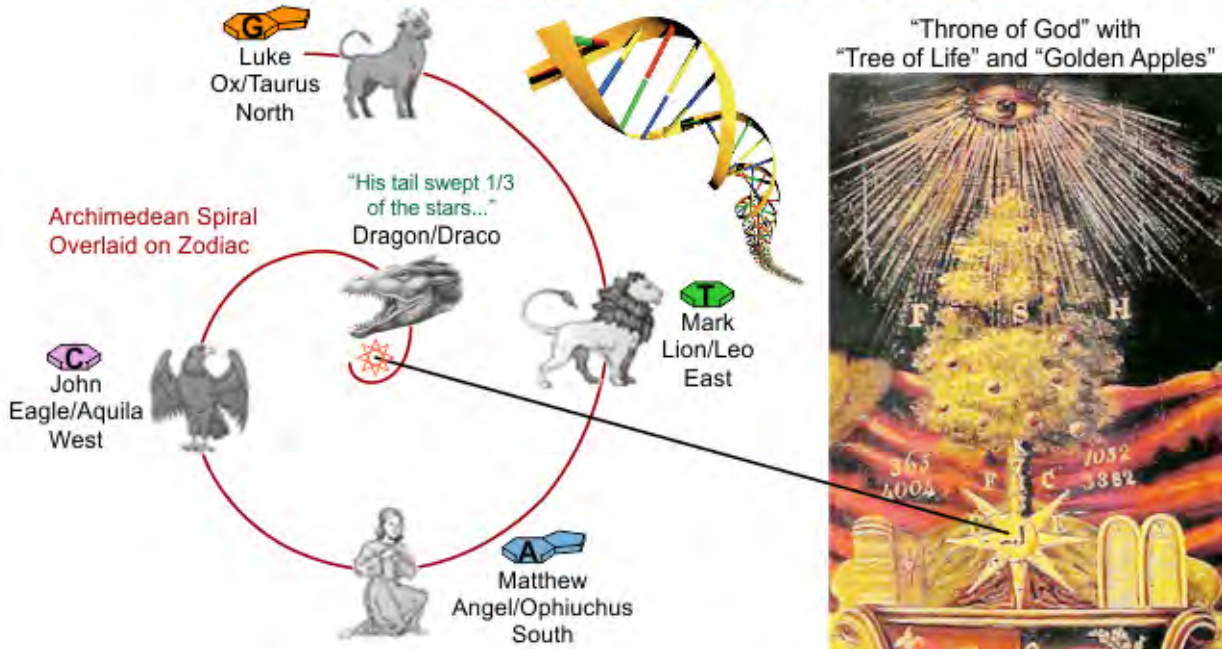 G
Luke
Ox/Taurus
North
"His tail swept 1/3
of the stars..."
Dragon/Draco
Archimedean Spiral
Overlaid on Zodiac
T
Mark
Lion/Leo
East
C
John
Eagle/Aquila
West
A
Matthew
Angel/Ophiuchus
South
"Throne of God" with
"Tree of Life" and "Golden Apples"
F S H
365
4004
1032
3382
F C